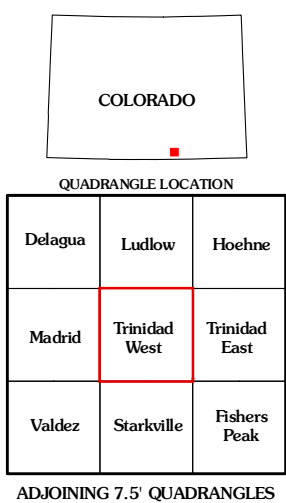 COLORADO
QUADRANGLE LOCATION
Delagua
Ludlow
Hoehne
Madrid
Trinidad
West
Trinidad
East
Valdez
Starkville
Fishers
Peak
ADJOINING 7.5' QUADRANGLES